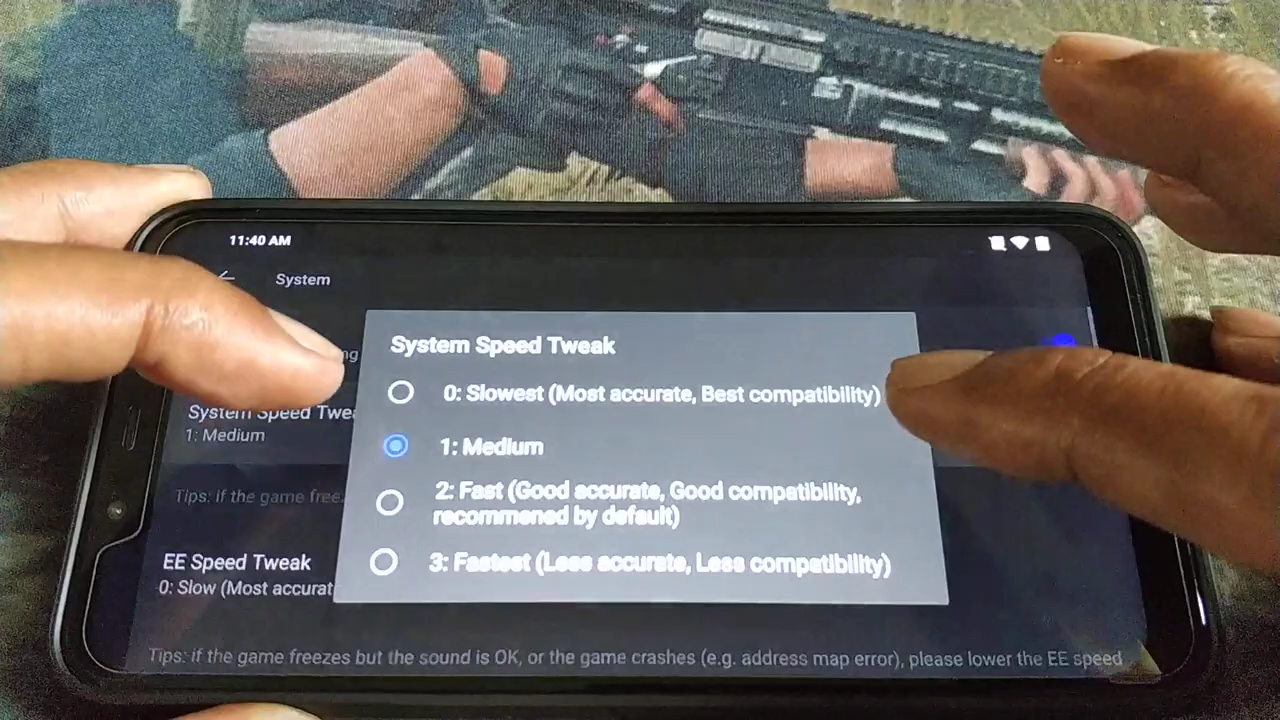 11:40 AM
System
ng
System Speed Tweak
0: Slowest (Most accurate, Best compatibility)
1: Medium
2: Fast (Good accurate, Good compatibility,
recommened by default)
3: Fastest (Less accurate, Less compatibility)
System Speed Twea
1: Medium
Tips: if the game free
EE Speed Tweak
0: Slow (Most accurat
Tips: if the game freezes but the sound is OK, or the game crashes (e.g. address map error), please lower the EE speed